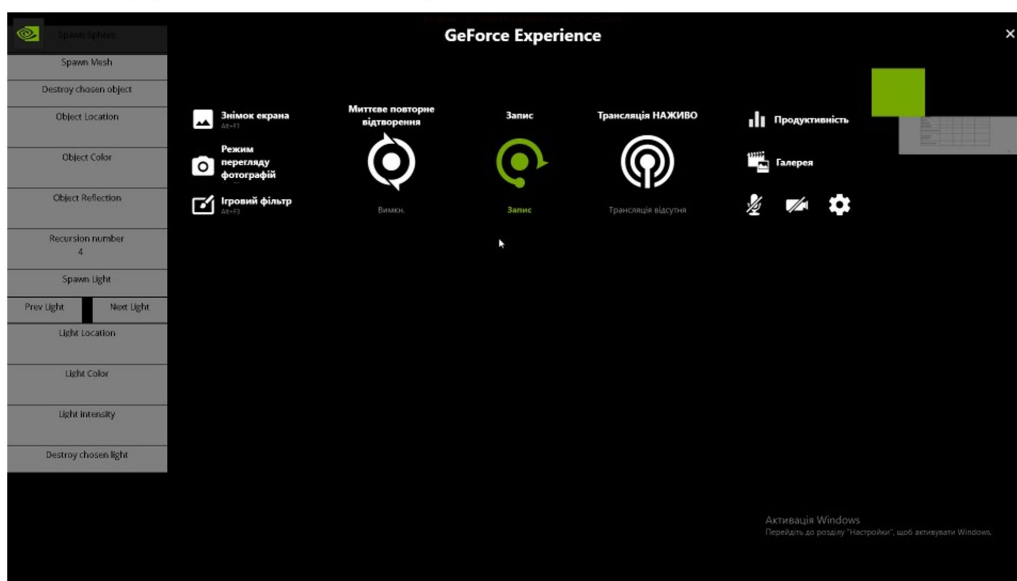 GeForce Experience
Spawn Sphere
Spawn Mesh
Destroy chosen object
Object Location
Object Color
Object Reflection
Recursion number
4
Spawn Light
Prev Light
Next Light
Light Location
Light Color
Light intensity
Destroy chosen light
Знімок екрана
Alt+F1
Режим
перегляду
фотографій
Ігровий фільтр
Alt+F3
Миттєве повторне
відтворення
Вимкн.
Запис
Запис
Трансляція НАЖИВО
Трансляція відсутня
Продуктивність
Галерея
Активація Windows
Перейдіть до розділу "Настройки", щоб активувати Windows.